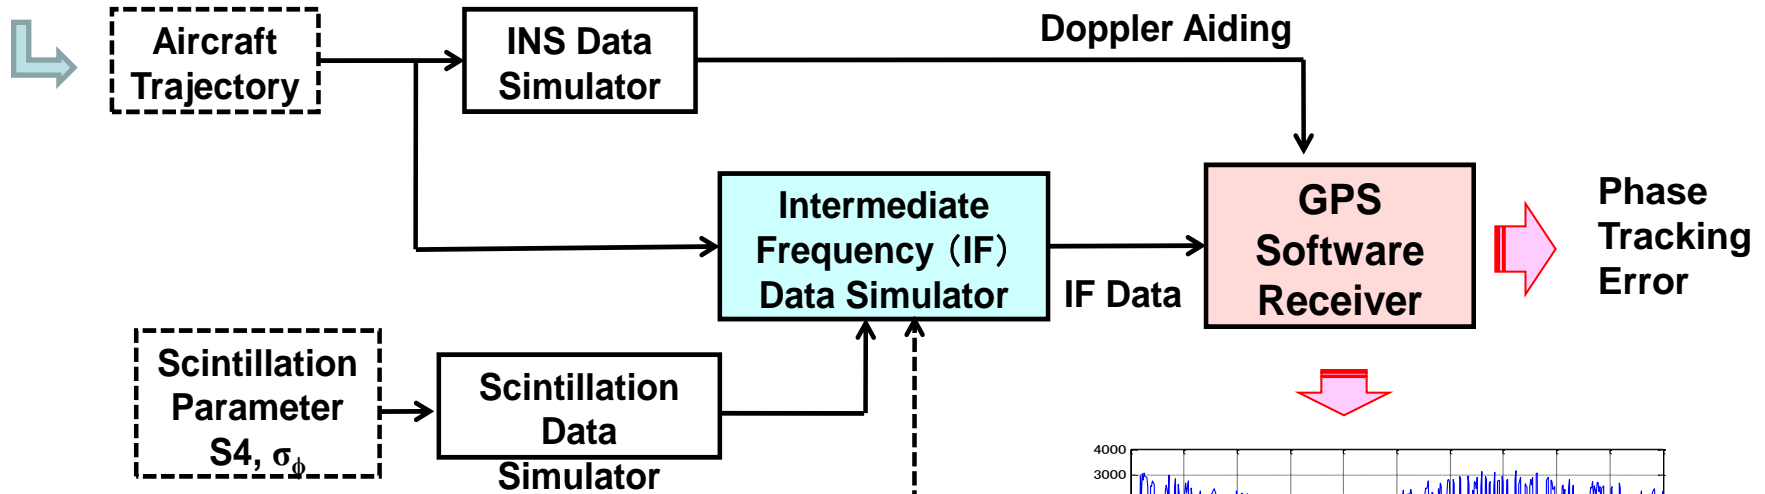 Aircraft
Trajectory
INS Data
Simulator
Doppler Aiding
Intermediate
Frequency（IF）
Data Simulator
IF Data
GPS
Software
Receiver
Phase
Tracking
Error
Scintillation
Parameter
S4, σϕ
Scintillation
Data
Simulator
4000
3000